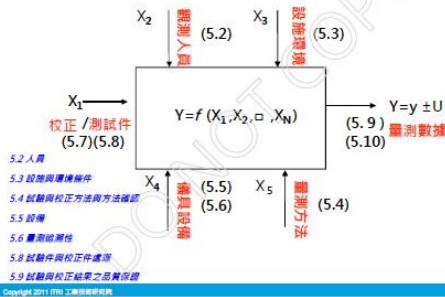 X2
觀測人員
(5.2)
X3
設施環境
(5.3)
X1
校正/測試件
(5.7)(5.8)
Y=f (X1,X2,□,XN)
Y=y ±U
(5.9)
(5.10)
量測數據
X4
儀具設備
(5.5)
(5.6)
X5
量測方法
(5.4)
5.2 人員
5.3 設施與環境條件
5.4 試驗與校正方法與方法確認
5.5 設備
5.6 量測追溯性
5.8 試驗件與校正件處理
5.9 試驗與校正結果之品質保證
DO NOT COPY
Copyright 2011 ITRI 工業技術研究院